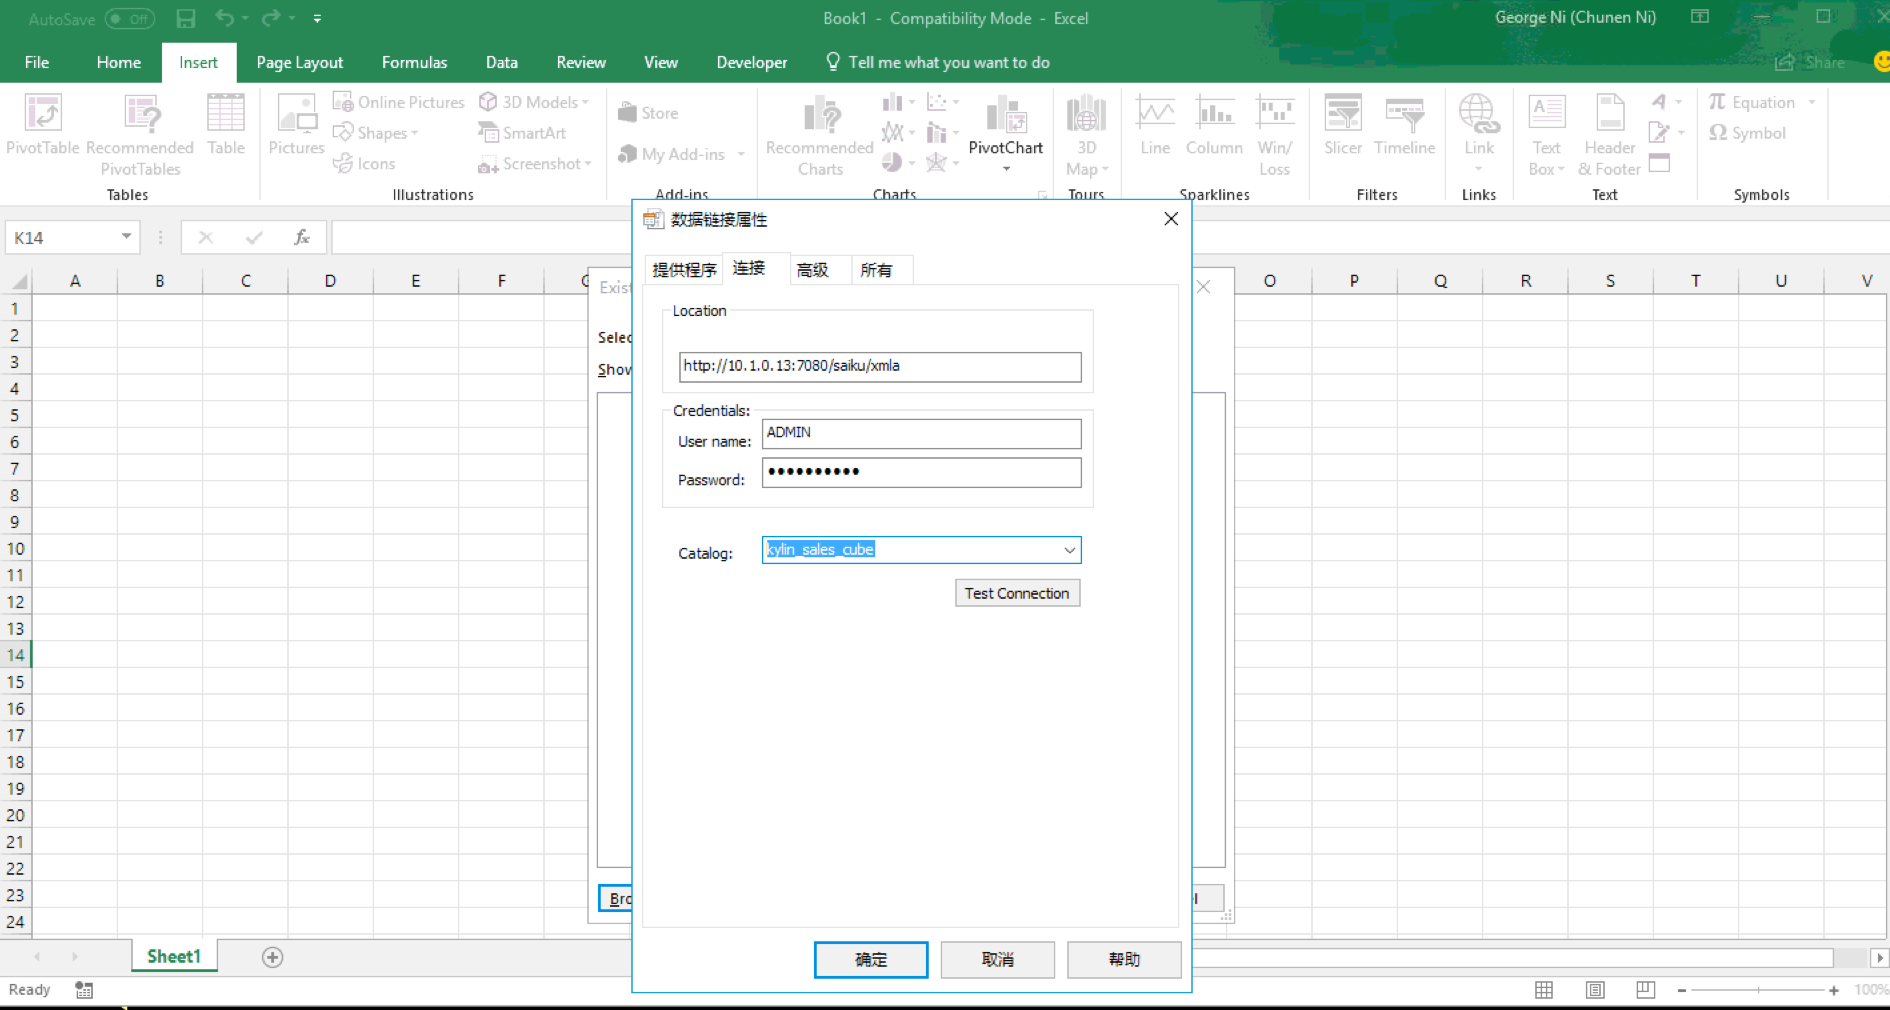 AutoSave Off
Book1 - Compatibility Mode - Excel
George Ni (Chunen Ni)
File Home Insert Page Layout Formulas Data Review View Developer Tell me what you want to do Share
PivotTable
Recommended PivotTables
Table
Tables
Pictures
Online Pictures
Shapes
Icons
3D Models
SmartArt
Screenshot
Illustrations
Store
My Add-ins
Add-ins
Recommended Charts
PivotChart
Charts
3D Map
Tours
Line
Column
Win/ Loss
Sparklines
Slicer
Timeline
Filters
Link
Links
Text Box
Header & Footer
Text
Equation
Symbol
Symbols
K14
fx
A B C D E F O P Q R S T U V
1
2
3
4
5
6
7
8
9
10
11
12
13
14
15
16
17
18
19
20
21
22
23
24
数据链接属性
提供程序 连接 高级 所有
Location
http://10.1.0.13:7080/saiku/xmla
Credentials:
User name: ADMIN
Password: ••••••••••
Catalog: kylin_sales_cube
Test Connection
确定 取消 帮助
Sheet1
Ready
100%